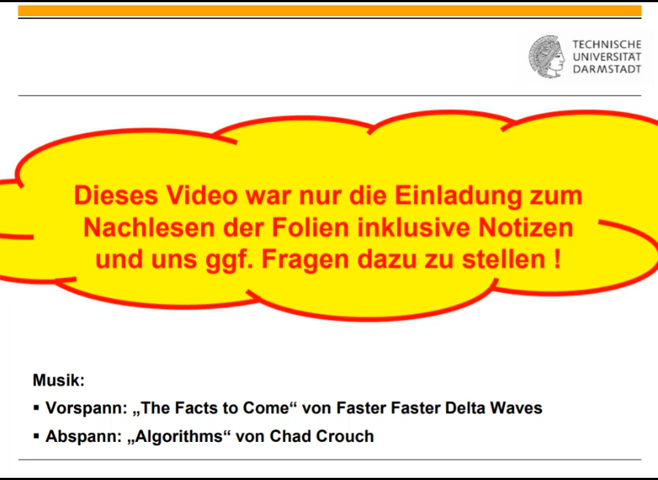 TECHNISCHE
UNIVERSITÄT
DARMSTADT
Dieses Video war nur die Einladung zum
Nachlesen der Folien inklusive Notizen
und uns ggf. Fragen dazu zu stellen !
Musik:
▪ Vorspann: „The Facts to Come“ von Faster Faster Delta Waves
▪ Abspann: „Algorithms“ von Chad Crouch